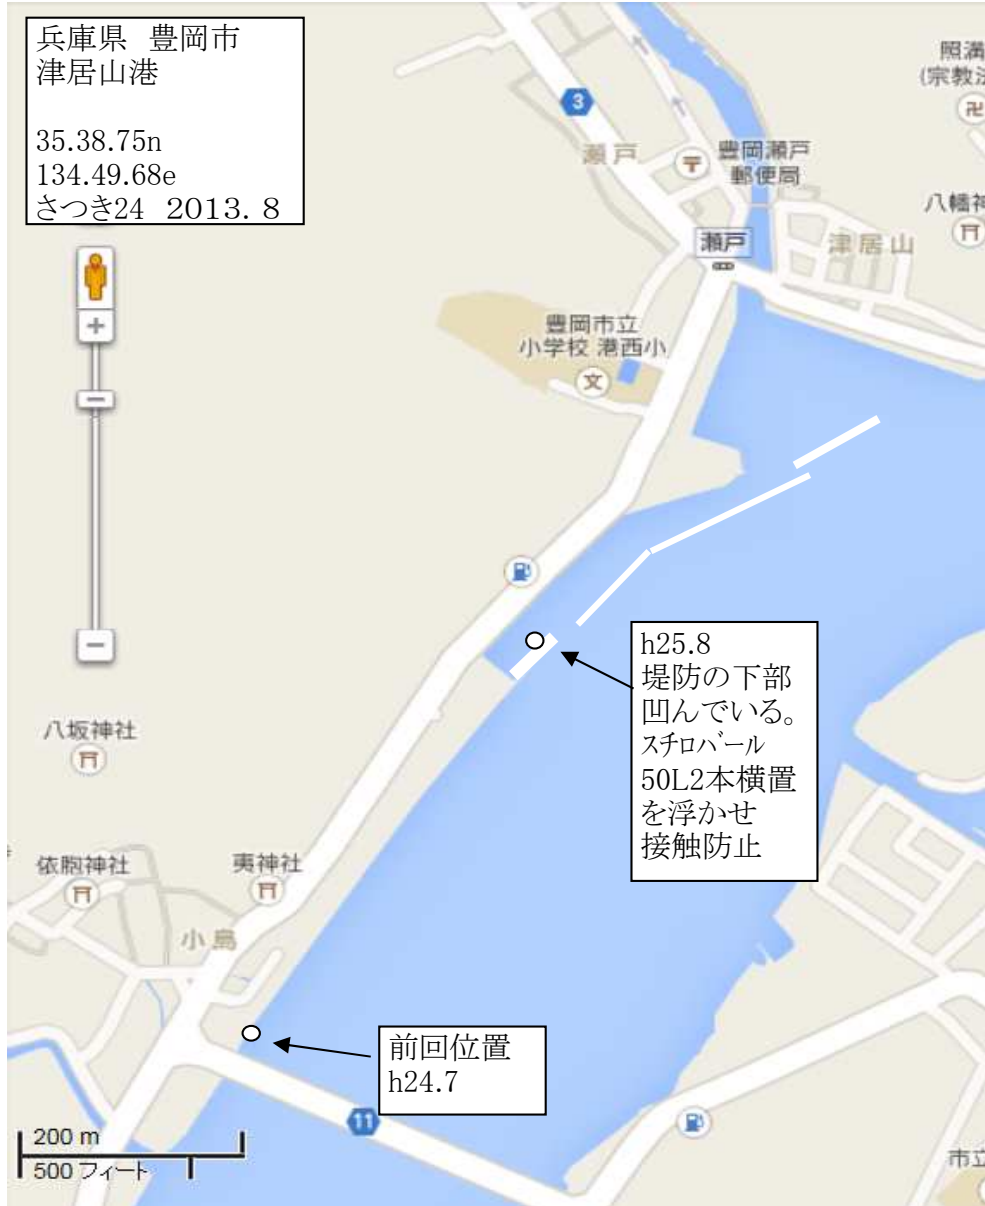 兵庫県 豊岡市
津居山港
35.38.75n
134.49.68e
さつき24 2013. 8
照満
(宗教法
卍
3
瀬戸
〒
豊岡瀬戸
郵便局
八幡神
瀬戸
津居山
豊岡市立
小学校 港西小
文
h25.8
堤防の下部
凹んでいる。
スチロバール
50L2本横置
を浮かせ
接触防止
八坂神社
依胞神社
夷神社
小島
前回位置
h24.7
11
200 m
500 フィート
市立